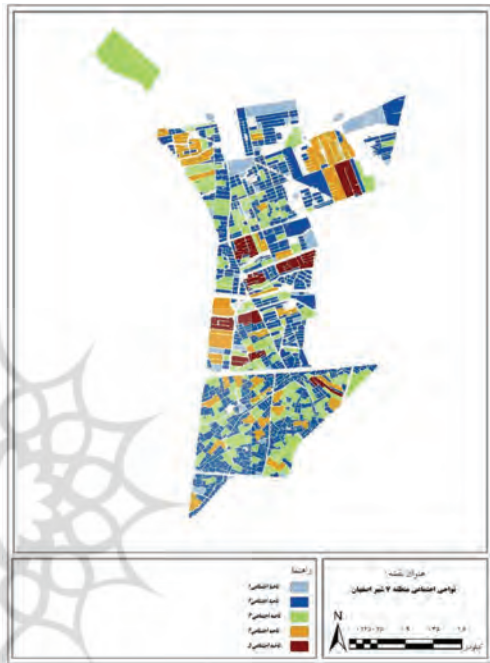 راهنما
ناحیه اجتماعی ۱
ناحیه اجتماعی ۲
ناحیه اجتماعی ۳
ناحیه اجتماعی ۴
ناحیه اجتماعی ۵
عنوان نقشه:
نواحی اجتماعی منطقه ۷ شهر اصفهان
N
کیلومتر